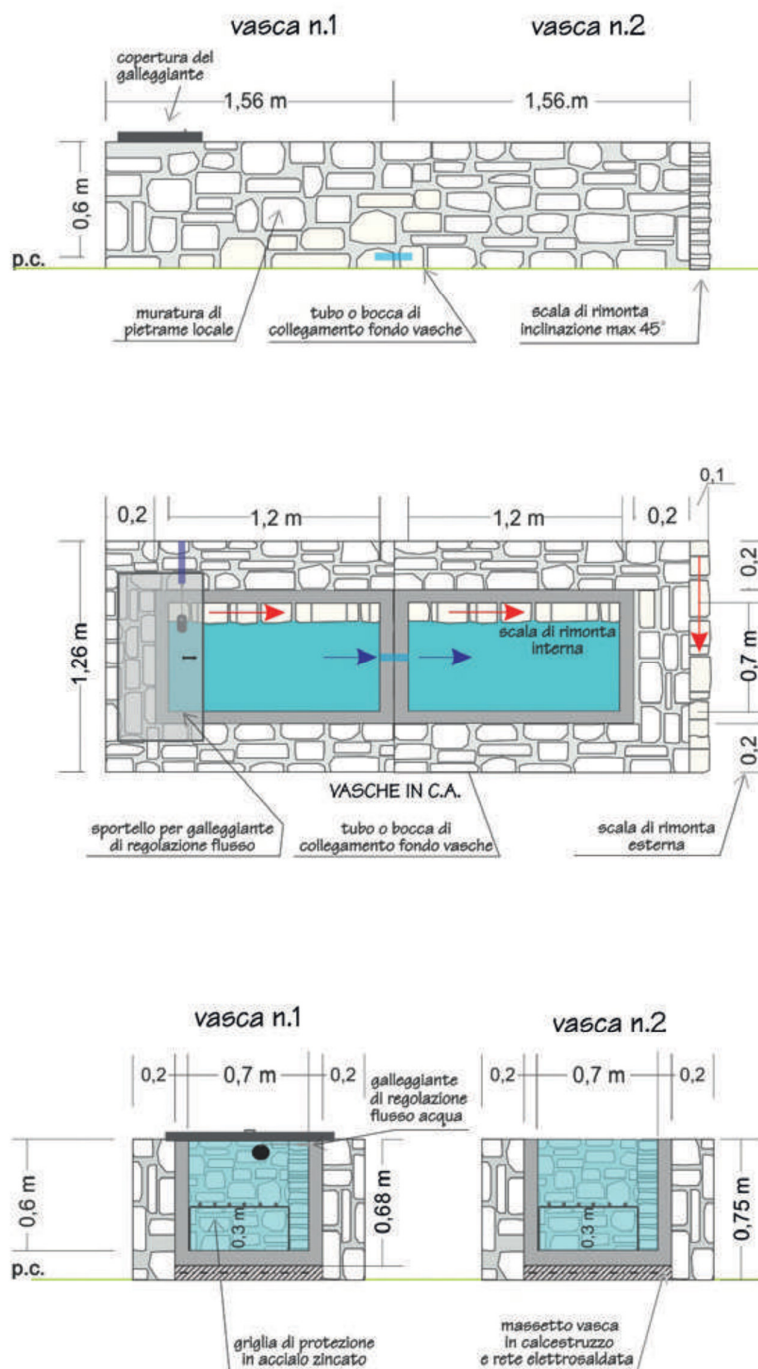 vasca n.1
vasca n.2
copertura del
galleggiante
1,56 m
1,56.m
0,6 m
p.c.
muratura di
pietrame locale
tubo o bocca di
collegamento fondo vasche
scala di rimonta
inclinazione max 45°
0,1
0,2
1,2 m
1,2 m
0,2
0,2
1,26 m
scala di rimonta
interna
0,7 m
0,2
VASCHE IN C.A.
sportello per galleggiante
di regolazione flusso
tubo o bocca di
collegamento fondo vasche
scala di rimonta
esterna
vasca n.1
vasca n.2
0,2
0,7 m
0,2
galleggiante
di regolazione
flusso acqua
0,2
0,7 m
0,2
0,6 m
0,3 m
0,68 m
0,3 m
0,75 m
p.c.
griglia di protezione
in acciaio zincato
massetto vasca
in calcestruzzo
e rete elettrosaldata